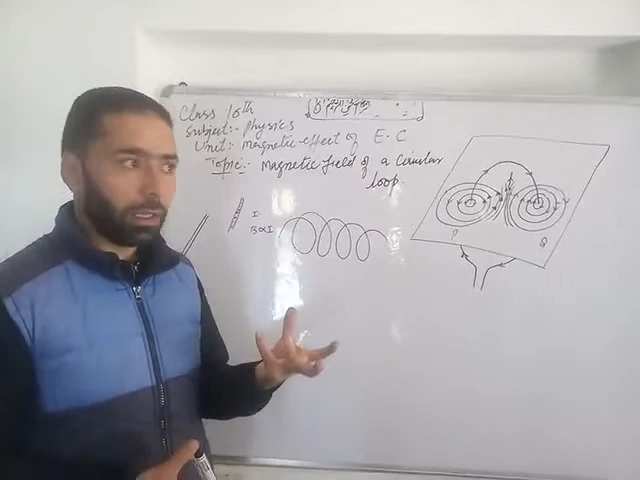 Class 10th
Subject:- Physics
Unit:- magnetic effect of E.C
Topic:- Magnetic field of a Circular
loop.
I
B∝I
P
Q